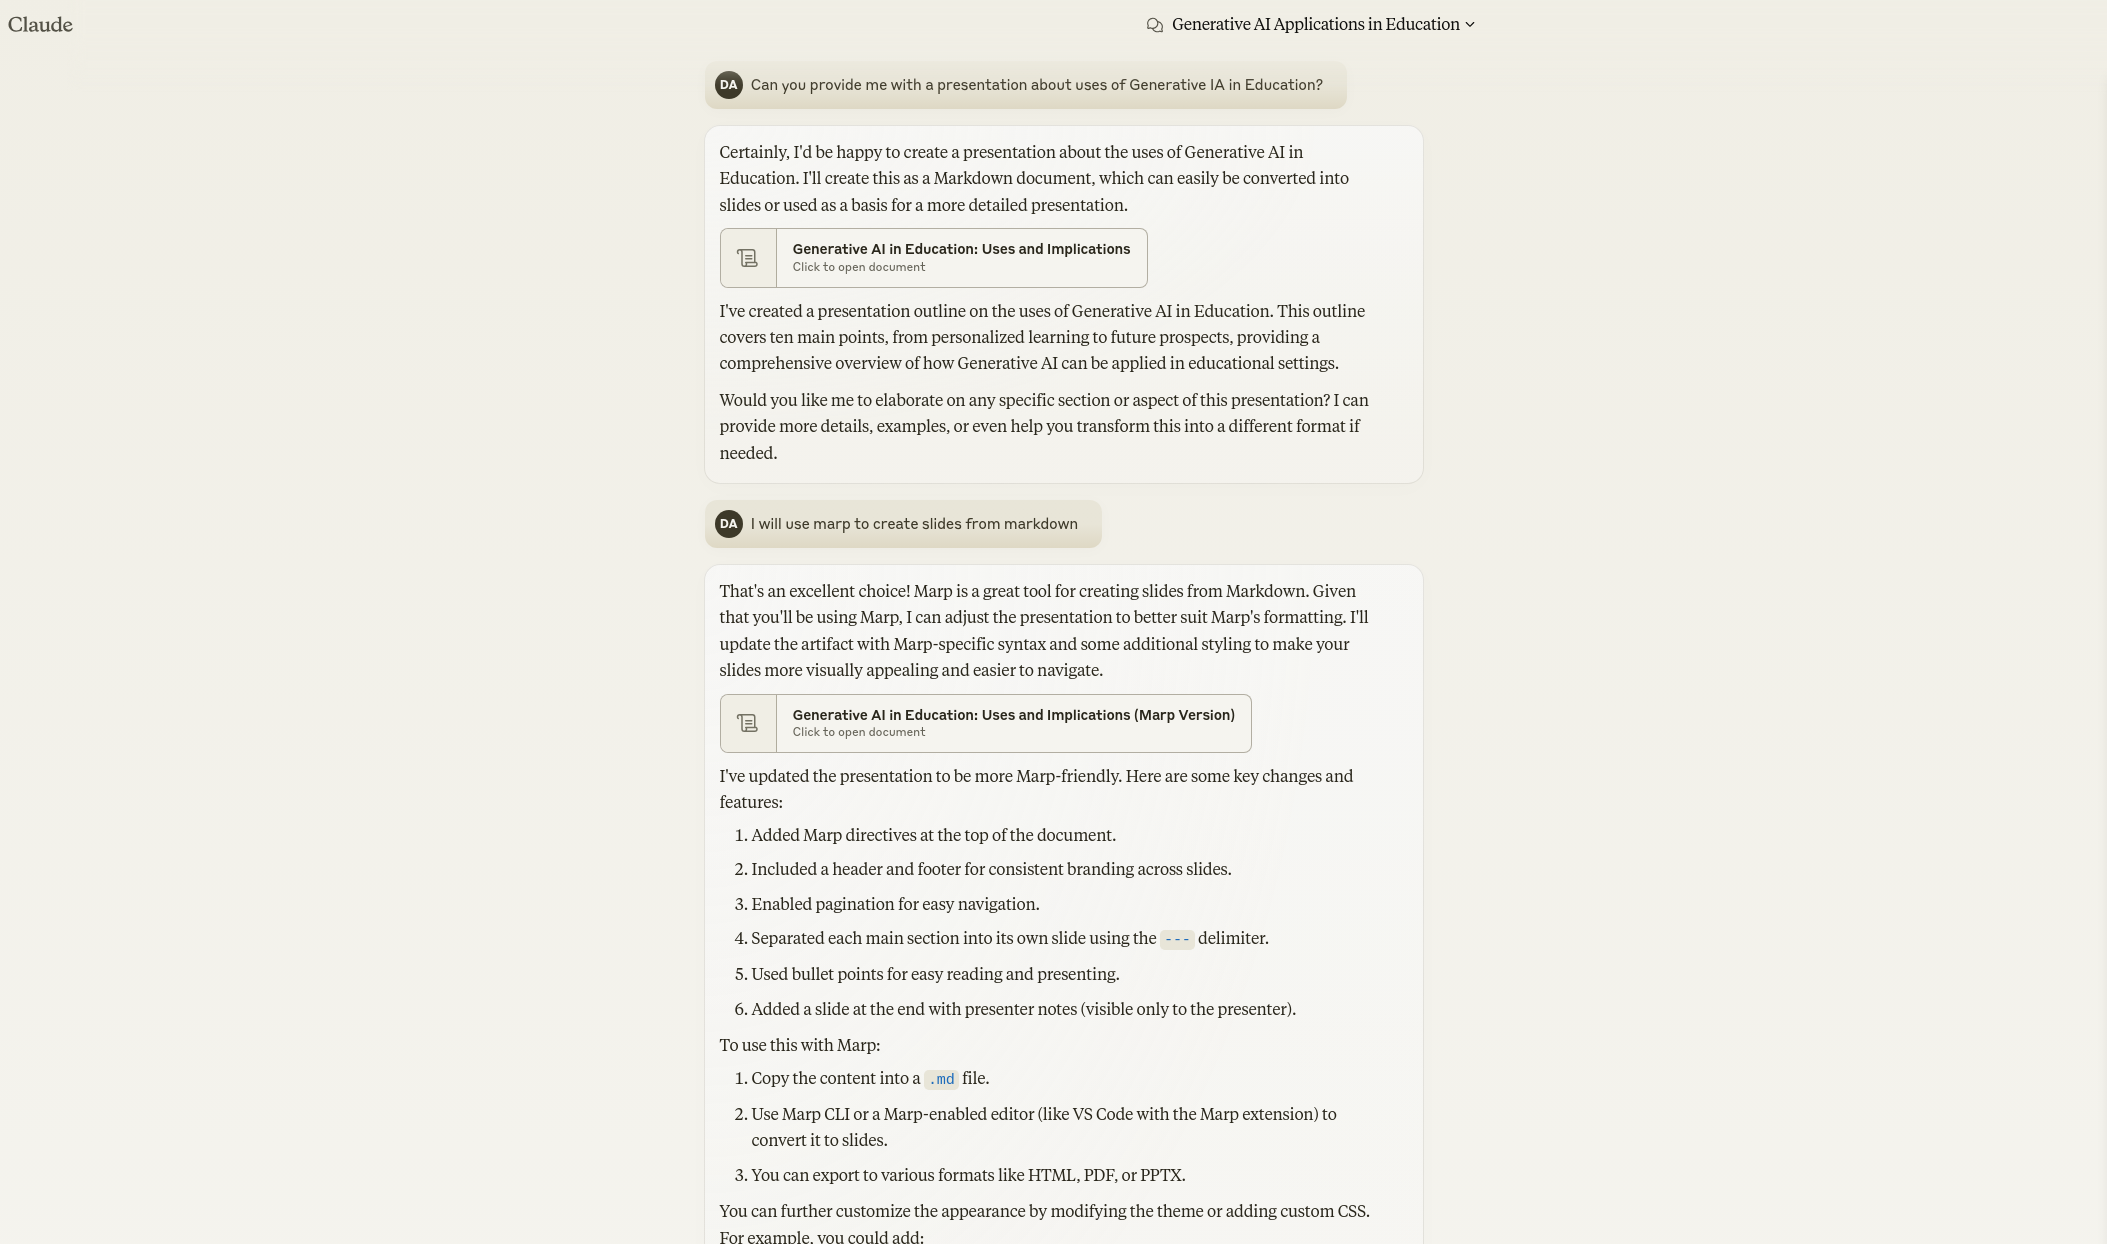 Claude
Generative AI Applications in Education
DA Can you provide me with a presentation about uses of Generative IA in Education?
Certainly, I'd be happy to create a presentation about the uses of Generative AI in
Education. I'll create this as a Markdown document, which can easily be converted into
slides or used as a basis for a more detailed presentation.
Generative AI in Education: Uses and Implications
Click to open document
I've created a presentation outline on the uses of Generative AI in Education. This outline
covers ten main points, from personalized learning to future prospects, providing a
comprehensive overview of how Generative AI can be applied in educational settings.
Would you like me to elaborate on any specific section or aspect of this presentation? I can
provide more details, examples, or even help you transform this into a different format if
needed.
DA I will use marp to create slides from markdown
That's an excellent choice! Marp is a great tool for creating slides from Markdown. Given
that you'll be using Marp, I can adjust the presentation to better suit Marp's formatting. I'll
update the artifact with Marp-specific syntax and some additional styling to make your
slides more visually appealing and easier to navigate.
Generative AI in Education: Uses and Implications (Marp Version)
Click to open document
I've updated the presentation to be more Marp-friendly. Here are some key changes and
features:
1. Added Marp directives at the top of the document.
2. Included a header and footer for consistent branding across slides.
3. Enabled pagination for easy navigation.
4. Separated each main section into its own slide using the --- delimiter.
5. Used bullet points for easy reading and presenting.
6. Added a slide at the end with presenter notes (visible only to the presenter).
To use this with Marp:
1. Copy the content into a .md file.
2. Use Marp CLI or a Marp-enabled editor (like VS Code with the Marp extension) to
convert it to slides.
3. You can export to various formats like HTML, PDF, or PPTX.
You can further customize the appearance by modifying the theme or adding custom CSS.
For example, you could add: